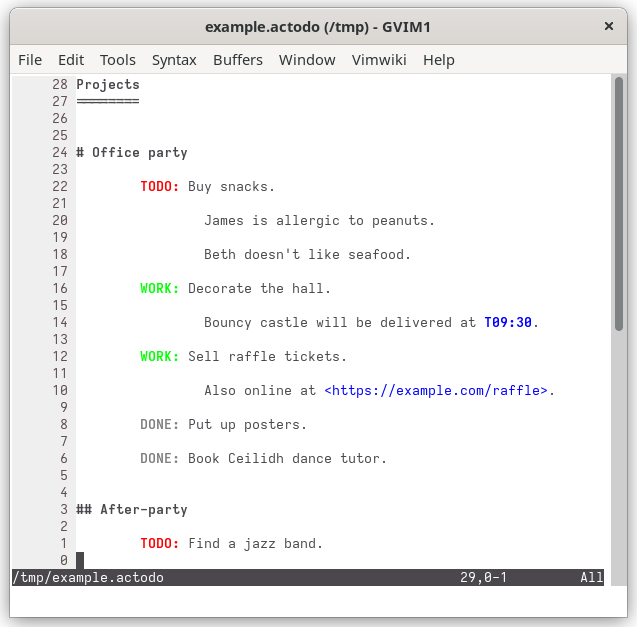 example.actodo (/tmp) - GVIM1 ×
File Edit Tools Syntax Buffers Window Vimwiki Help
28 Projects
27 ========
26
25
24 # Office party
23
22 TODO: Buy snacks.
21
20 James is allergic to peanuts.
19
18 Beth doesn't like seafood.
17
16 WORK: Decorate the hall.
15
14 Bouncy castle will be delivered at T09:30.
13
12 WORK: Sell raffle tickets.
11
10 Also online at <https://example.com/raffle>.
9
8 DONE: Put up posters.
7
6 DONE: Book Ceilidh dance tutor.
5
4
3 ## After-party
2
1 TODO: Find a jazz band.
0
/tmp/example.actodo 29,0-1 All